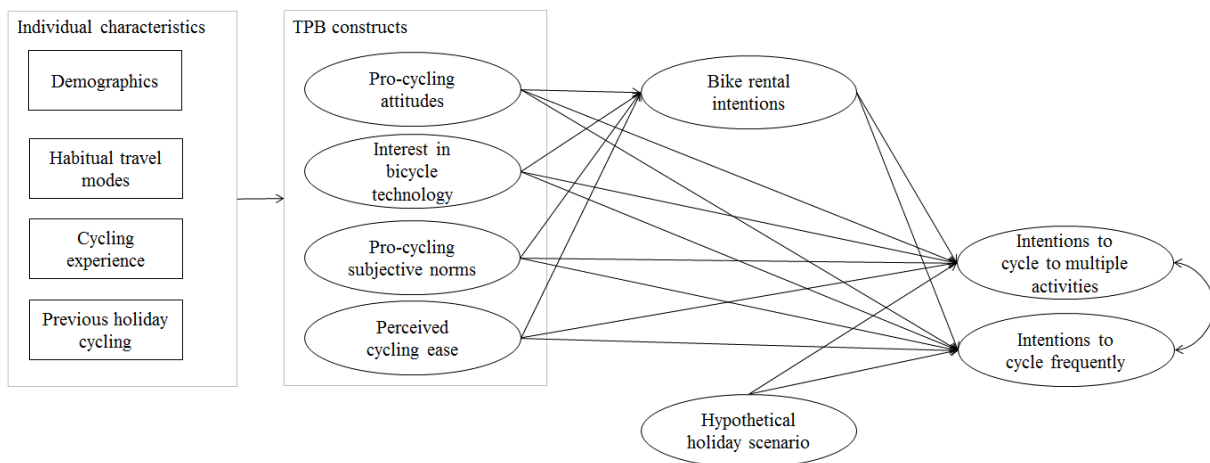 Individual characteristics
Demographics
Habitual travel
modes
Cycling
experience
Previous holiday
cycling
TPB constructs
Pro-cycling
attitudes
Interest in
bicycle
technology
Pro-cycling
subjective norms
Perceived
cycling ease
Bike rental
intentions
Intentions to
cycle to multiple
activities
Intentions to
cycle frequently
Hypothetical
holiday scenario